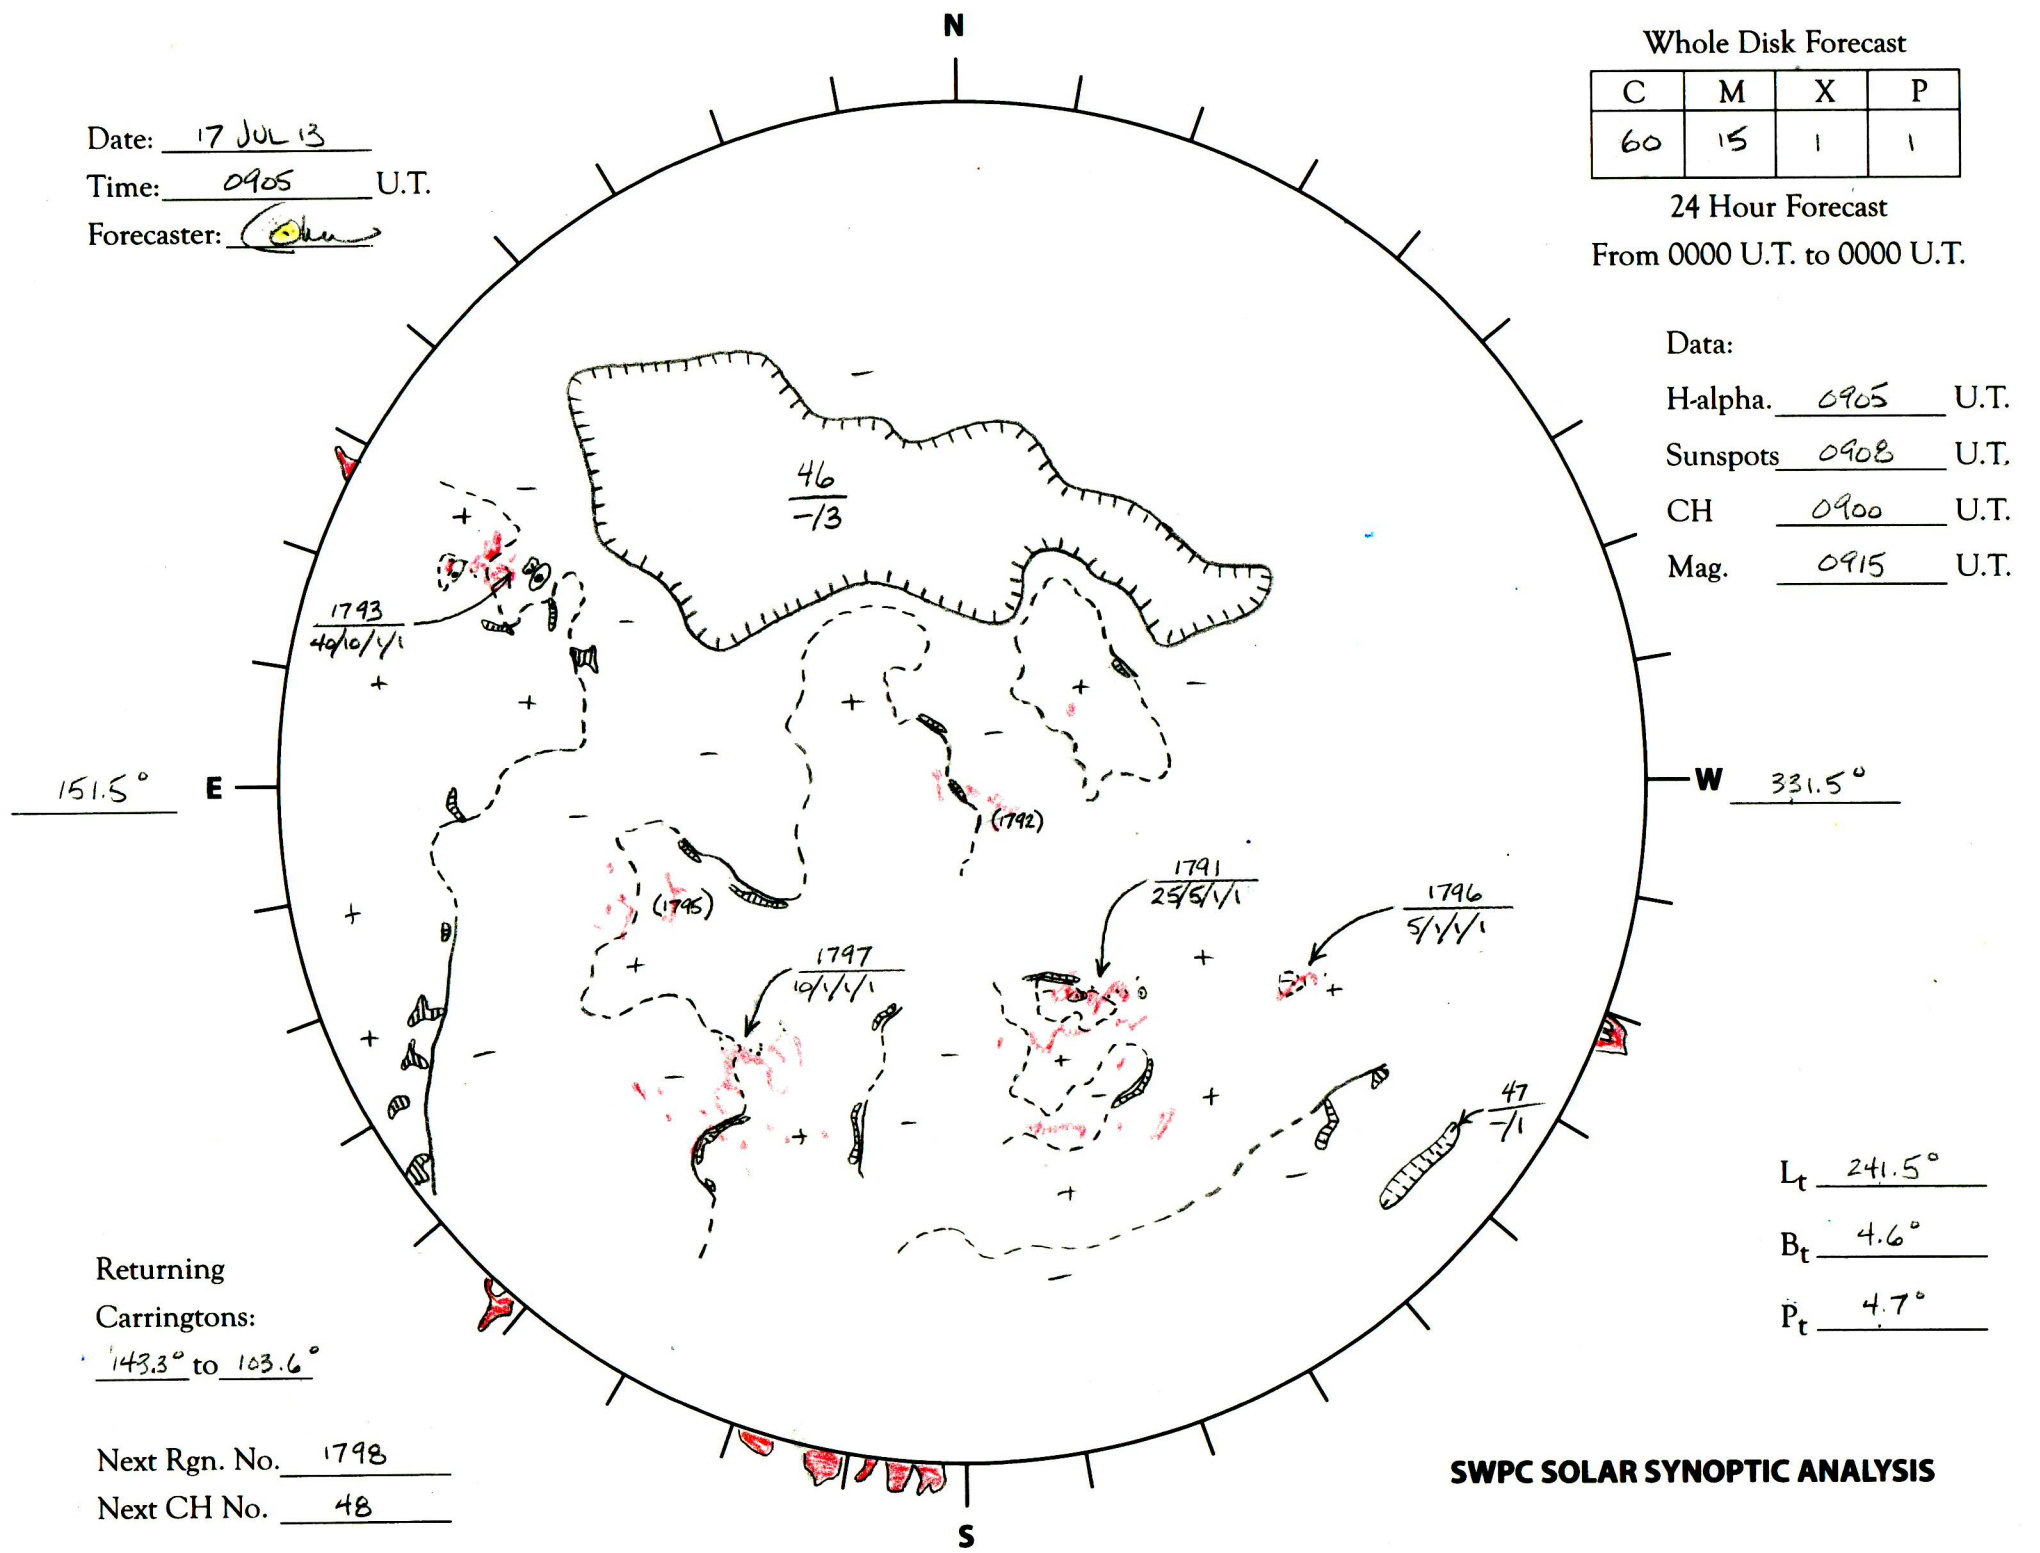 N
Date: 17 JUL 13
Time: 0905 U.T.
Forecaster:
Whole Disk Forecast
C M X P
60 15 1 1
24 Hour Forecast
From 0000 U.T. to 0000 U.T.
Data:
H-alpha. 0905 U.T.
Sunspots 0908 U.T.
CH 0900 U.T.
Mag. 0915 U.T.
46
-/3
1793
40/10/1/1
151.5° E
W 331.5°
(1792)
1791
25/5/1/1
1796
5/1/1/1
(1795)
1797
10/1/1/1
47
-/1
Lt 241.5°
Bt 4.6°
Pt 4.7°
Returning
Carringtons:
143.3° to 103.6°
Next Rgn. No. 1798
Next CH No. 48
SWPC SOLAR SYNOPTIC ANALYSIS
S